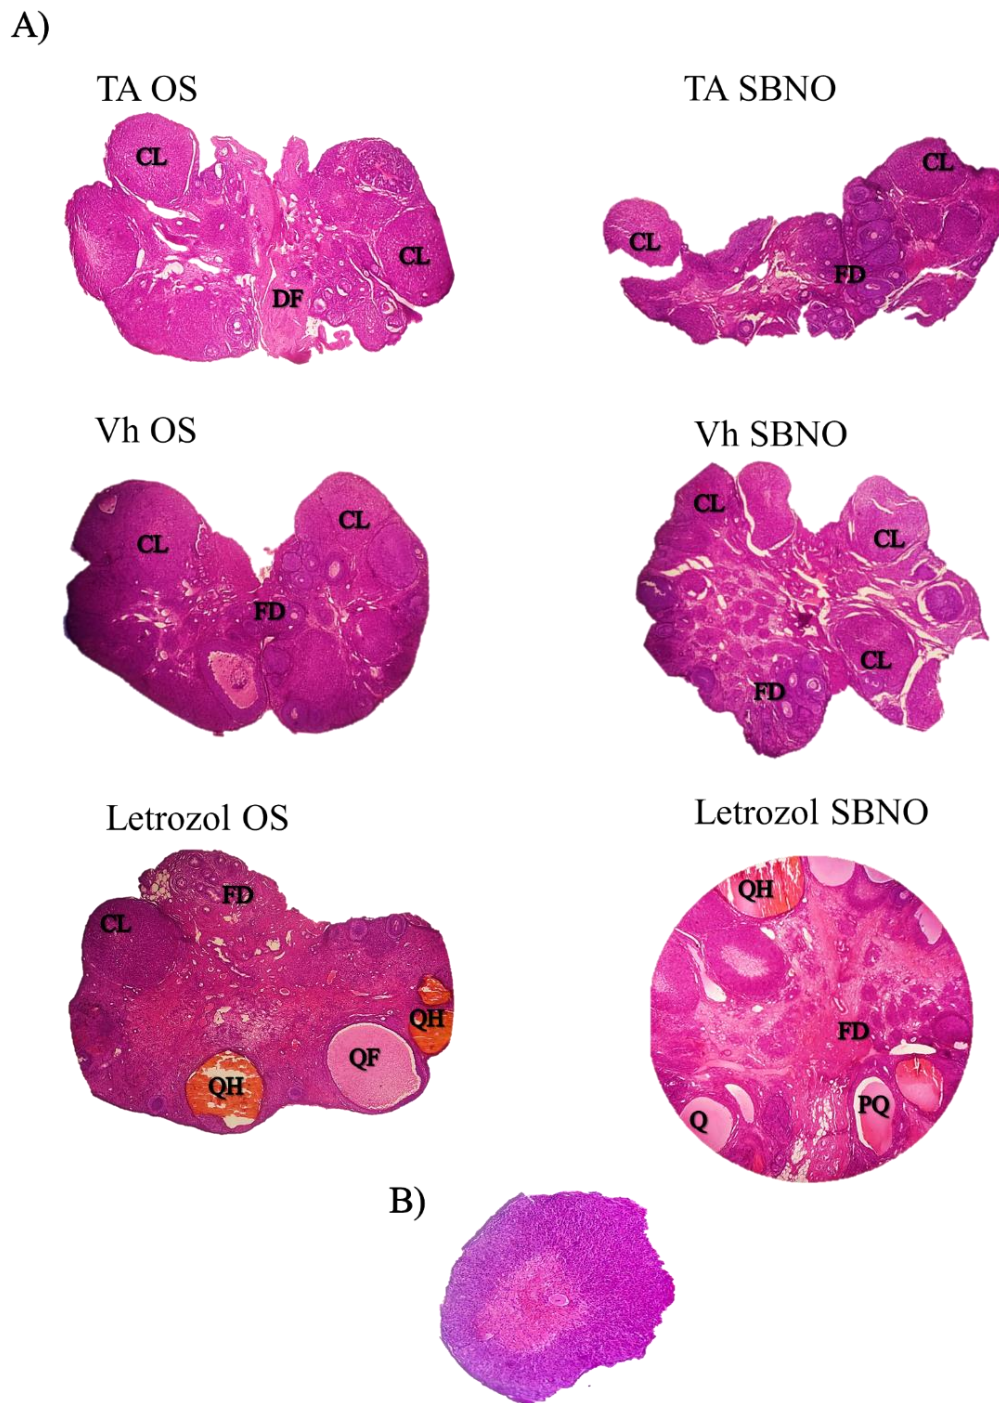 A)
TA OS
TA SBNO
CL
CL
DF
CL
CL
FD
Vh OS
Vh SBNO
CL
CL
FD
CL
CL
CL
FD
Letrozol OS
Letrozol SBNO
FD
CL
QH
QF
QH
QH
FD
Q
PQ
B)